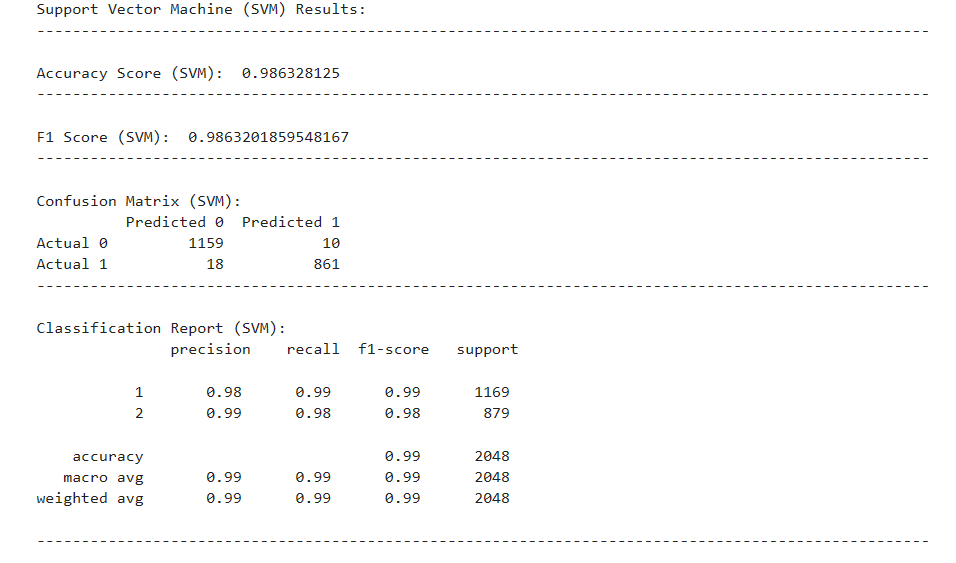 Support Vector Machine (SVM) Results:
----------------------------------------------------------------------------------------------------
Accuracy Score (SVM):  0.986328125
----------------------------------------------------------------------------------------------------
F1 Score (SVM):  0.9863201859548167
----------------------------------------------------------------------------------------------------
Confusion Matrix (SVM):
          Predicted 0  Predicted 1
Actual 0         1159           10
Actual 1           18          861
----------------------------------------------------------------------------------------------------
Classification Report (SVM):
               precision    recall  f1-score   support
           1       0.98      0.99      0.99      1169
           2       0.99      0.98      0.98       879
    accuracy                           0.99      2048
   macro avg       0.99      0.99      0.99      2048
weighted avg       0.99      0.99      0.99      2048
----------------------------------------------------------------------------------------------------